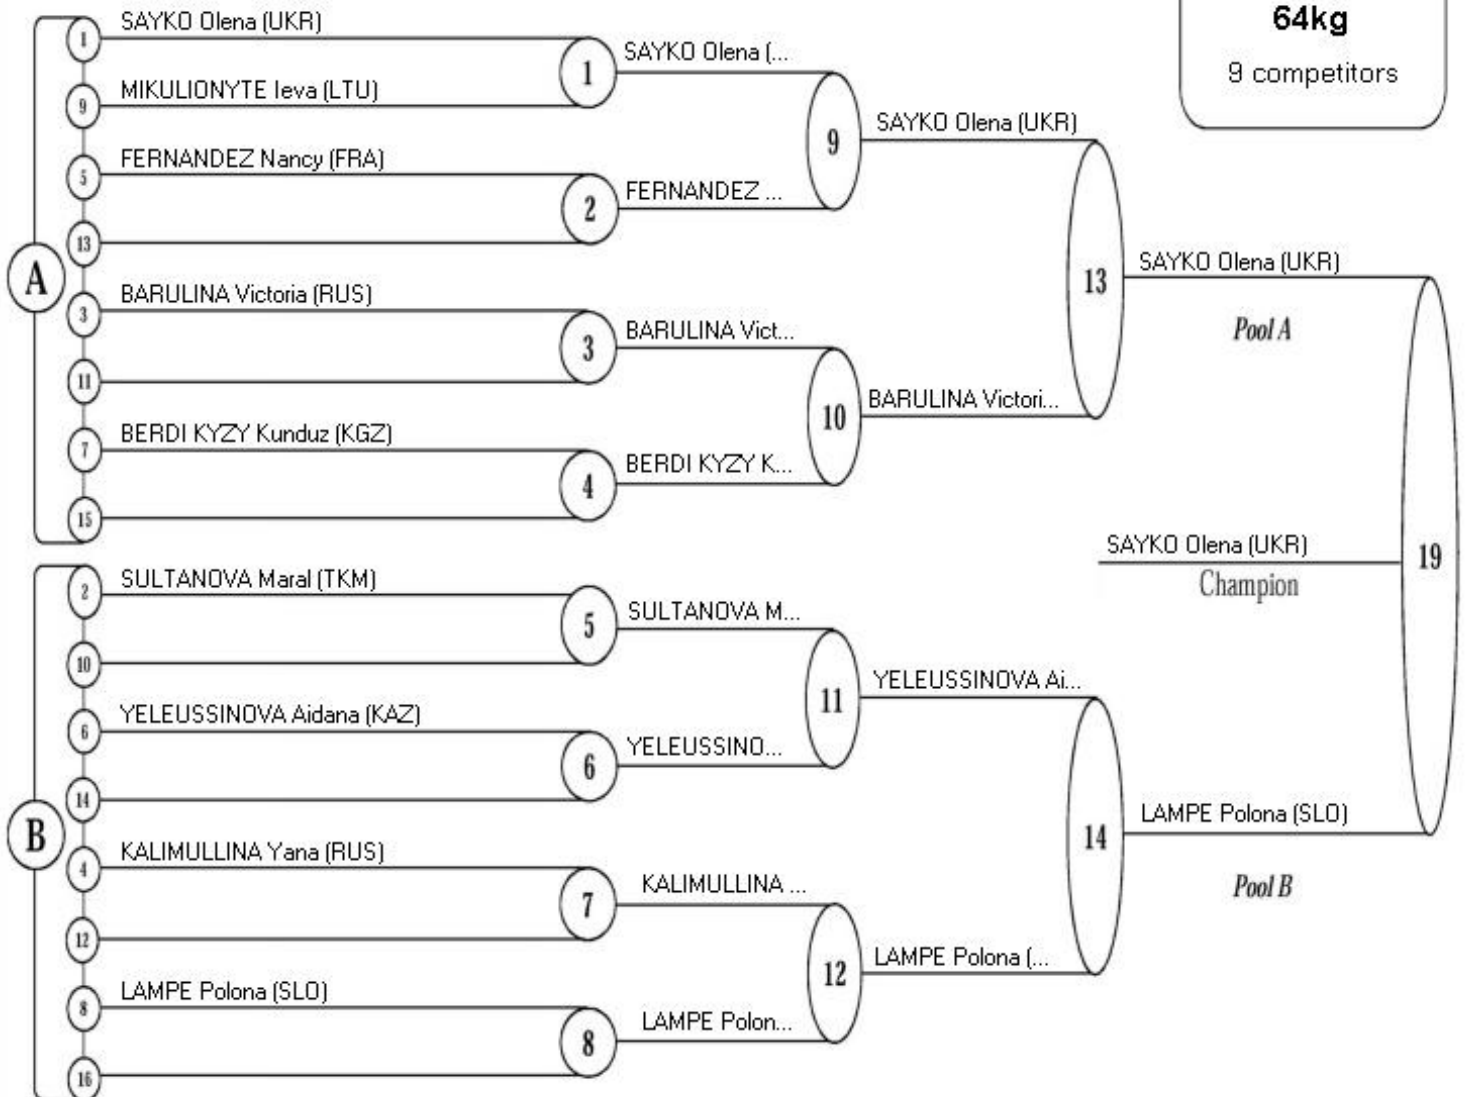 64kg
9 competitors
A
1
SAYKO Olena (UKR)
9
MIKULIONYTE Ieva (LTU)
1
SAYKO Olena (...
5
FERNANDEZ Nancy (FRA)
13
2
FERNANDEZ ...
9
SAYKO Olena (UKR)
3
BARULINA Victoria (RUS)
11
3
BARULINA Vict...
7
BERDI KYZY Kunduz (KGZ)
15
4
BERDI KYZY K...
10
BARULINA Victori...
13
SAYKO Olena (UKR)
Pool A
B
2
SULTANOVA Maral (TKM)
10
5
SULTANOVA M...
6
YELEUSSINOVA Aidana (KAZ)
14
6
YELEUSSINO...
11
YELEUSSINOVA Ai...
4
KALIMULLINA Yana (RUS)
12
7
KALIMULLINA ...
8
LAMPE Polona (SLO)
16
8
LAMPE Polon...
12
LAMPE Polona (...
14
LAMPE Polona (SLO)
Pool B
19
SAYKO Olena (UKR)
Champion